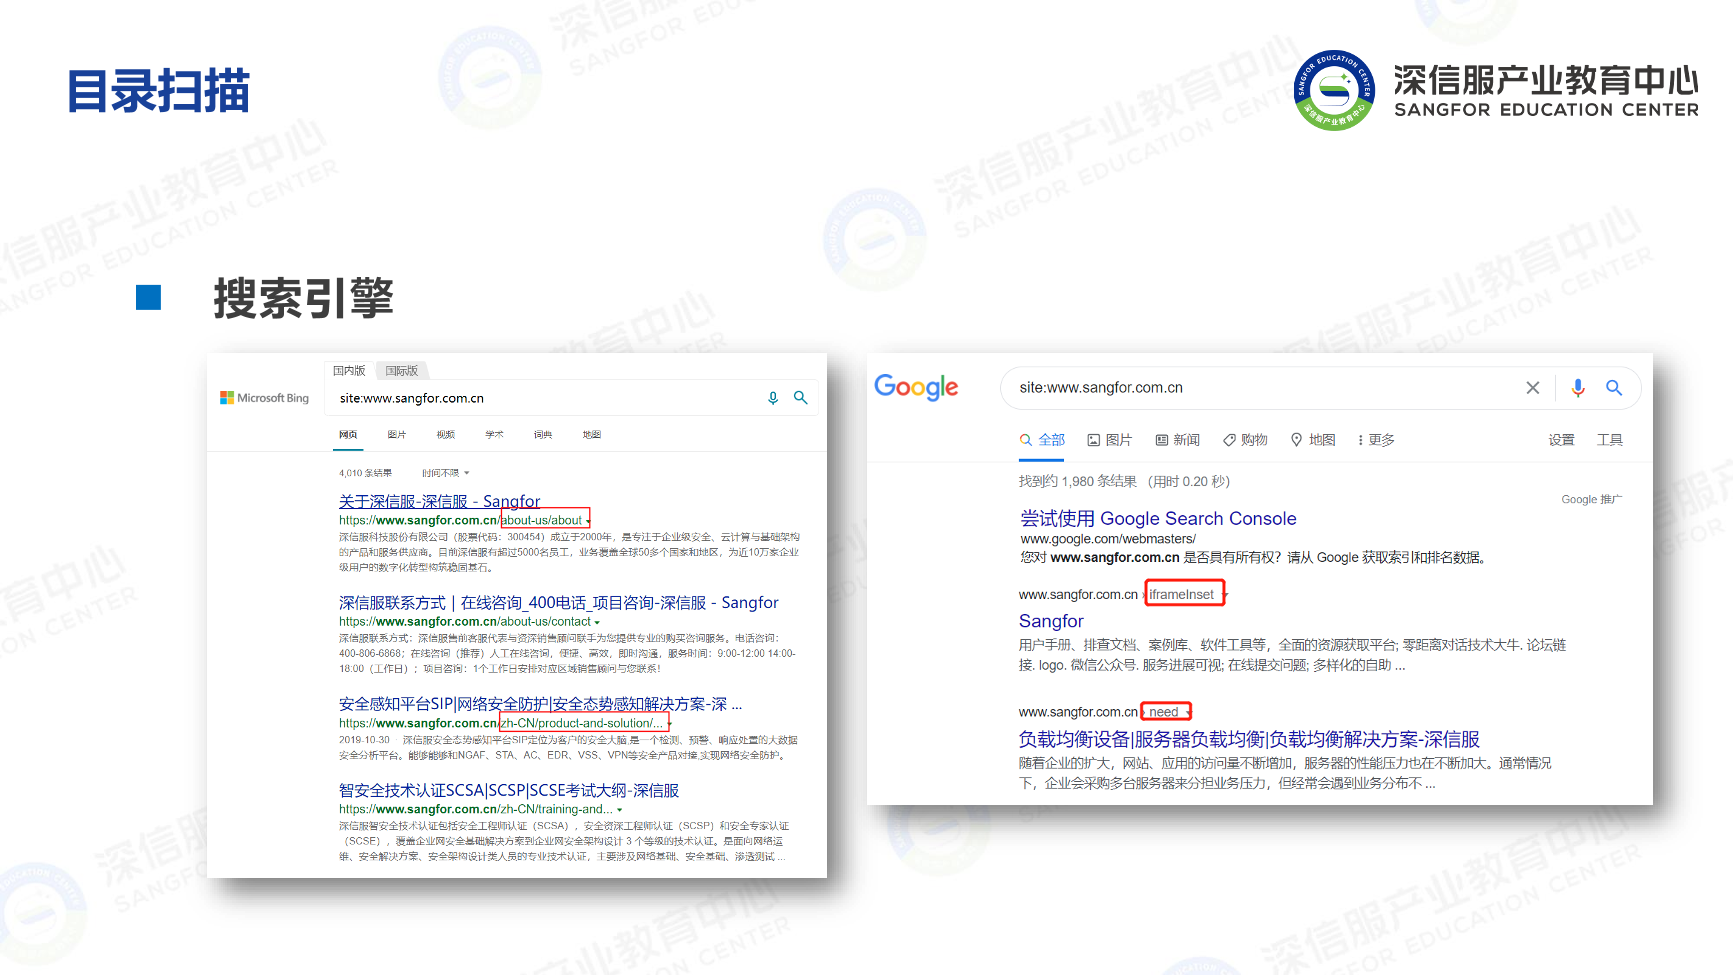 目录扫描
深信服产业教育中心
SANGFOR EDUCATION CENTER
搜索引擎
国内版 国际版
Microsoft Bing
site:www.sangfor.com.cn
网页 图片 视频 学术 词典 地图
4,010 条结果 时间不限
关于深信服-深信服 - Sangfor
https://www.sangfor.com.cn/about-us/about
深信服科技股份有限公司（股票代码：300454）成立于2000年，是专注于企业级安全、云计算与基础架构
的产品和服务供应商。目前深信服有超过5000名员工，业务覆盖全球50多个国家和地区，为近10万家企业
级用户的数字化转型构筑稳固基石。
深信服联系方式 | 在线咨询_400电话_项目咨询-深信服 - Sangfor
https://www.sangfor.com.cn/about-us/contact
深信服联系方式：深信服售前客服代表与资深销售顾问联手为您提供专业的购买咨询服务。电话咨询：
400-806-6868；在线咨询（推荐）人工在线咨询，便捷、高效，即时沟通，服务时间：9:00-12:00 14:00-
18:00（工作日）；项目咨询：1个工作日安排对应区域销售顾问与您联系！
安全感知平台SIP|网络安全防护|安全态势感知解决方案-深 ...
https://www.sangfor.com.cn/zh-CN/product-and-solution/...
2019-10-30 深信服安全态势感知平台SIP定位为客户的安全大脑,是一个检测、预警、响应处置的大数据
安全分析平台。能够能够和NGAF、STA、AC、EDR、VSS、VPN等安全产品对接,实现网络安全防护。
智安全技术认证SCSA|SCSP|SCSE考试大纲-深信服
https://www.sangfor.com.cn/zh-CN/training-and...
深信服智安全技术认证包括安全工程师认证（SCSA），安全资深工程师认证（SCSP）和安全专家认证
（SCSE），覆盖企业网安全基础解决方案到企业网安全架构设计 3 个等级的技术认证。是面向网络运
维、安全解决方案、安全架构设计类人员的专业技术认证，主要涉及网络基础、安全基础、渗透测试 ...
Google
site:www.sangfor.com.cn
全部 图片 新闻 购物 地图 更多 设置 工具
找到约 1,980 条结果 （用时 0.20 秒）
Google 推广
尝试使用 Google Search Console
www.google.com/webmasters/
您对 www.sangfor.com.cn 是否具有所有权？请从 Google 获取索引和排名数据。
www.sangfor.com.cn › iframeInset
Sangfor
用户手册、排查文档、案例库、软件工具等，全面的资源获取平台; 零距离对话技术大牛. 论坛链
接. logo. 微信公众号. 服务进展可视; 在线提交问题; 多样化的自助 ...
www.sangfor.com.cn › need
负载均衡设备|服务器负载均衡|负载均衡解决方案-深信服
随着企业的扩大，网站、应用的访问量不断增加，服务器的性能压力也在不断加大。通常情况
下，企业会采购多台服务器来分担业务压力，但经常会遇到业务分布不 ...